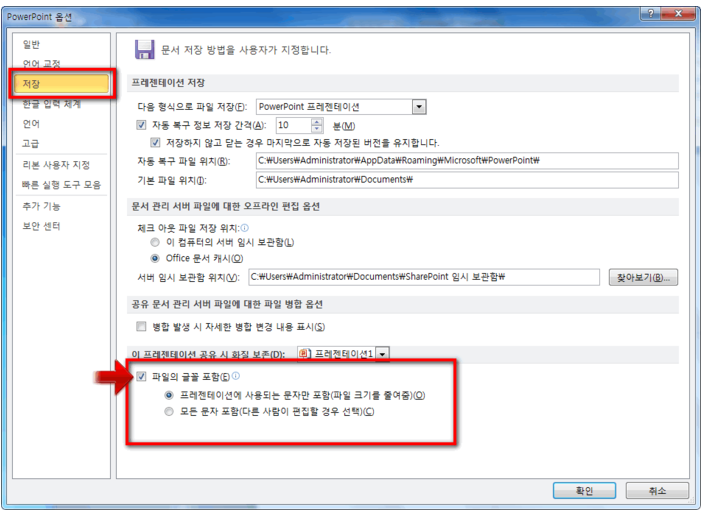 PowerPoint 옵션
일반
언어 교정
저장
한글 입력 체계
언어
고급
리본 사용자 지정
빠른 실행 도구 모음
추가 기능
보안 센터
문서 저장 방법을 사용자가 지정합니다.
프레젠테이션 저장
다음 형식으로 파일 저장(F): PowerPoint 프레젠테이션
자동 복구 정보 저장 간격(A): 10 분(M)
저장하지 않고 닫는 경우 마지막으로 자동 저장된 버전을 유지합니다.
자동 복구 파일 위치(R): C:₩Users₩Administrator₩AppData₩Roaming₩Microsoft₩PowerPoint₩
기본 파일 위치(I): C:₩Users₩Administrator₩Documents₩
문서 관리 서버 파일에 대한 오프라인 편집 옵션
체크 아웃 파일 저장 위치:
이 컴퓨터의 서버 임시 보관함(L)
Office 문서 캐시(O)
서버 임시 보관함 위치(V): C:₩Users₩Administrator₩Documents₩SharePoint 임시 보관함₩ 찾아보기(B)...
공유 문서 관리 서버 파일에 대한 파일 병합 옵션
병합 발생 시 자세한 병합 변경 내용 표시(S)
이 프레젠테이션 공유 시 화질 보존(D): 프레젠테이션1
파일의 글꼴 포함(E)
프레젠테이션에 사용되는 문자만 포함(파일 크기를 줄여줌)(O)
모든 문자 포함(다른 사람이 편집할 경우 선택)(C)
확인 취소